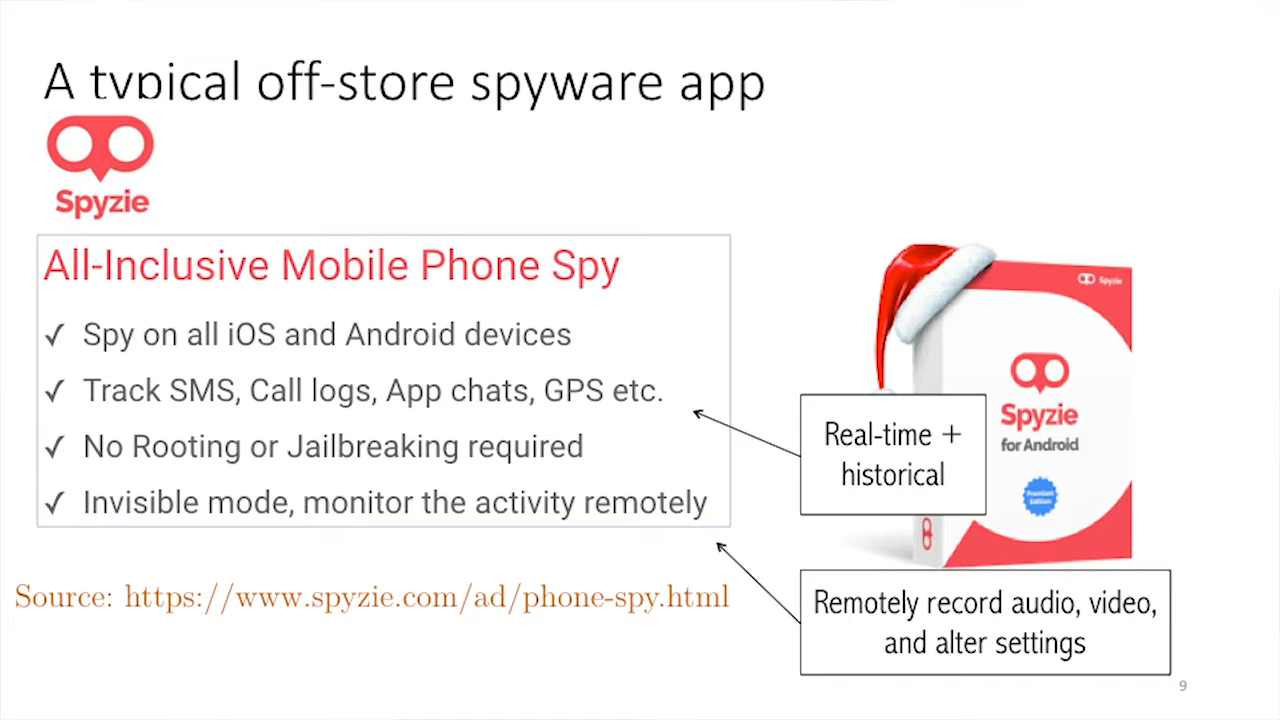 A typical off-store spyware app
Spyzie
All-Inclusive Mobile Phone Spy
✓ Spy on all iOS and Android devices
✓ Track SMS, Call logs, App chats, GPS etc.
✓ No Rooting or Jailbreaking required
✓ Invisible mode, monitor the activity remotely
Source: https://www.spyzie.com/ad/phone-spy.html
Spyzie
Spyzie
for Android
Premium
Edition
Real-time +
historical
Remotely record audio, video,
and alter settings
9